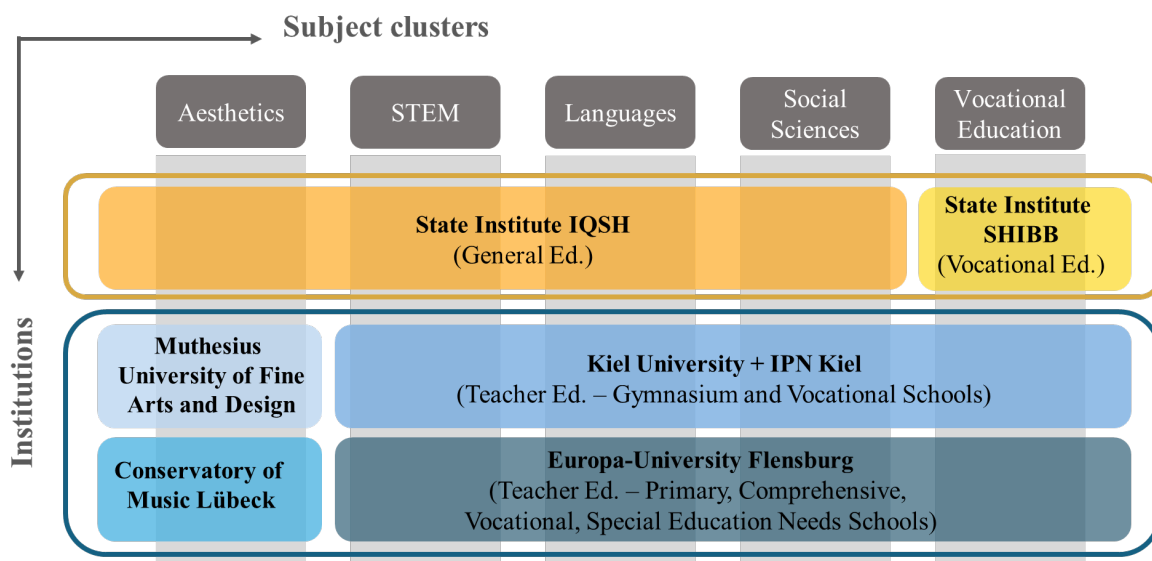 Subject clusters
Aesthetics
STEM
Languages
Social
Sciences
Vocational
Education
Institutions
State Institute IQSH
(General Ed.)
State Institute
SHIBB
(Vocational Ed.)
Muthesius
University of Fine
Arts and Design
Kiel University + IPN Kiel
(Teacher Ed. – Gymnasium and Vocational Schools)
Conservatory of
Music Lübeck
Europa-University Flensburg
(Teacher Ed. – Primary, Comprehensive,
Vocational, Special Education Needs Schools)